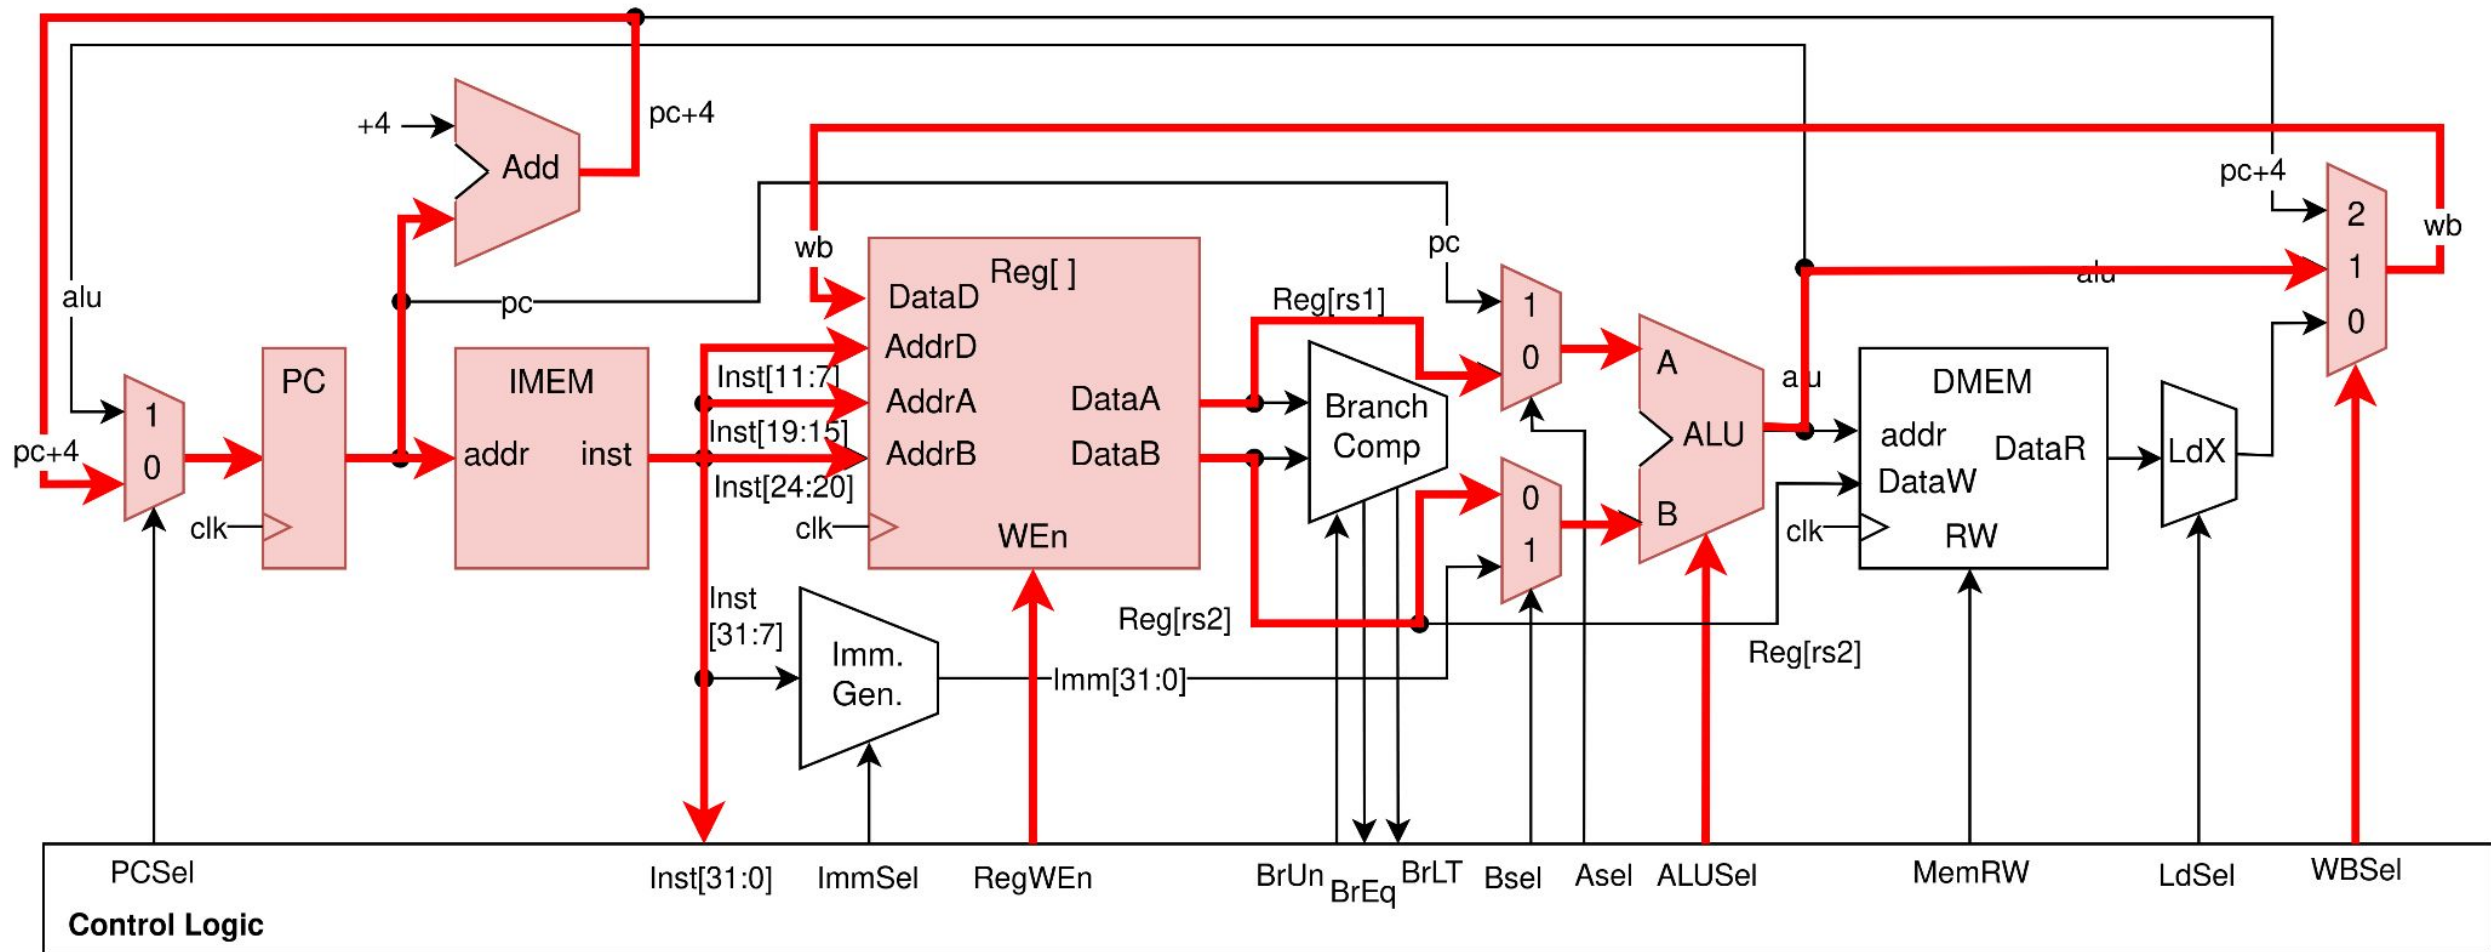 pc+4
+4
Add
pc+4
wb
pc
Reg[ ]
wb
alu
pc
DataD
Reg[rs1]
1
0
2
1
0
alu
AddrD
PC
IMEM
Inst[11:7]
AddrA
DataA
Branch
Comp
A
alu
DMEM
1
0
pc+4
addr
inst
Inst[19:15]
AddrB
DataB
ALU
addr
DataR
LdX
Inst[24:20]
DataW
0
1
B
clk
clk
WEn
clk
RW
Inst
[31:7]
Imm.
Gen.
Reg[rs2]
Reg[rs2]
Imm[31:0]
PCSel
Inst[31:0]
ImmSel
RegWEn
BrUn
BrEq
BrLT
Bsel
Asel
ALUSel
MemRW
LdSel
WBSel
Control Logic